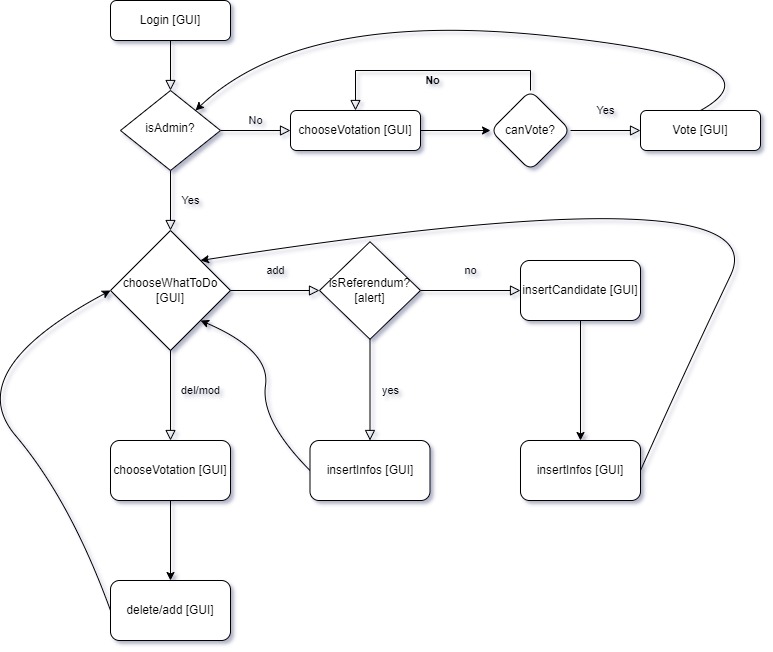 Login [GUI]
No
isAdmin?
No
chooseVotation [GUI]
canVote?
Yes
Vote [GUI]
Yes
chooseWhatToDo
[GUI]
add
isReferendum?
[alert]
no
insertCandidate [GUI]
del/mod
yes
chooseVotation [GUI]
insertInfos [GUI]
insertInfos [GUI]
delete/add [GUI]